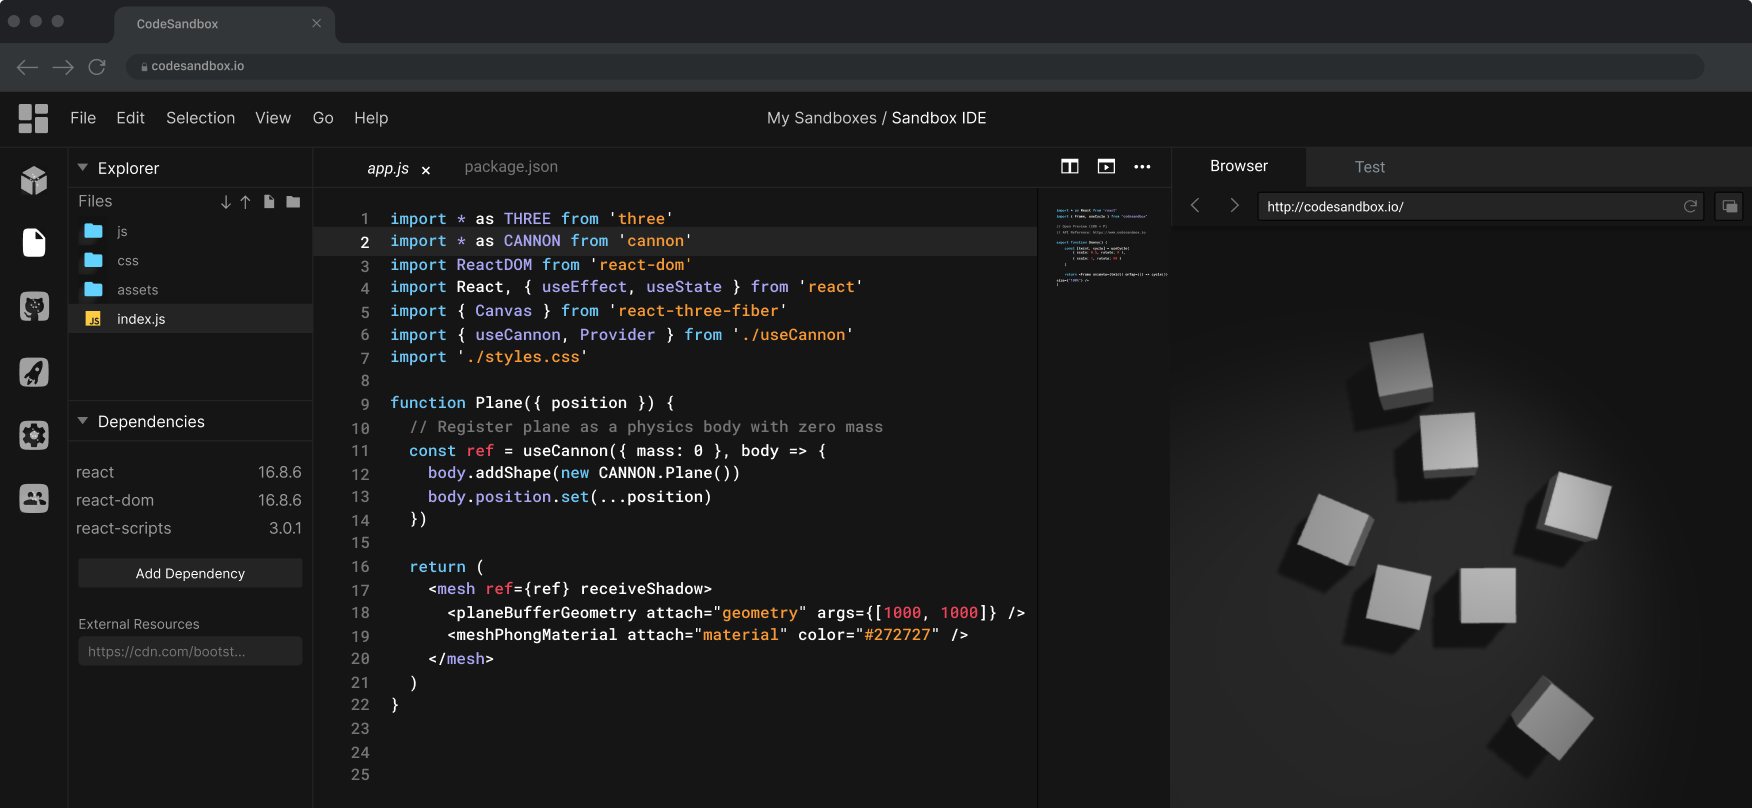 CodeSandbox
codesandbox.io
File Edit Selection View Go Help
My Sandboxes / Sandbox IDE
Explorer
Files
js
css
assets
JS index.js
Dependencies
react 16.8.6
react-dom 16.8.6
react-scripts 3.0.1
Add Dependency
External Resources
https://cdn.com/bootst...
app.js x package.json
1 import * as THREE from 'three'
2 import * as CANNON from 'cannon'
3 import ReactDOM from 'react-dom'
4 import React, { useEffect, useState } from 'react'
5 import { Canvas } from 'react-three-fiber'
6 import { useCannon, Provider } from './useCannon'
7 import './styles.css'
8
9 function Plane({ position }) {
10 // Register plane as a physics body with zero mass
11 const ref = useCannon({ mass: 0 }, body => {
12 body.addShape(new CANNON.Plane())
13 body.position.set(...position)
14 })
15
16 return (
17 <mesh ref={ref} receiveShadow>
18 <planeBufferGeometry attach="geometry" args={[1000, 1000]} />
19 <meshPhongMaterial attach="material" color="#272727" />
20 </mesh>
21 )
22 }
23
24
25
import * as React from 'react'
export function
Browser Test
http://codesandbox.io/